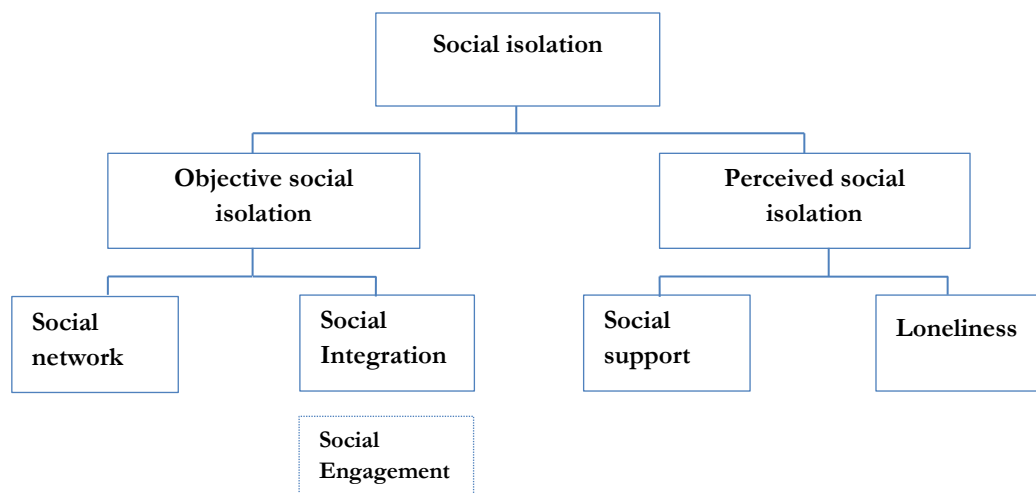 Social isolation
Objective social
isolation
Perceived social
isolation
Social
network
Social
Integration
Social
support
Loneliness
Social
Engagement